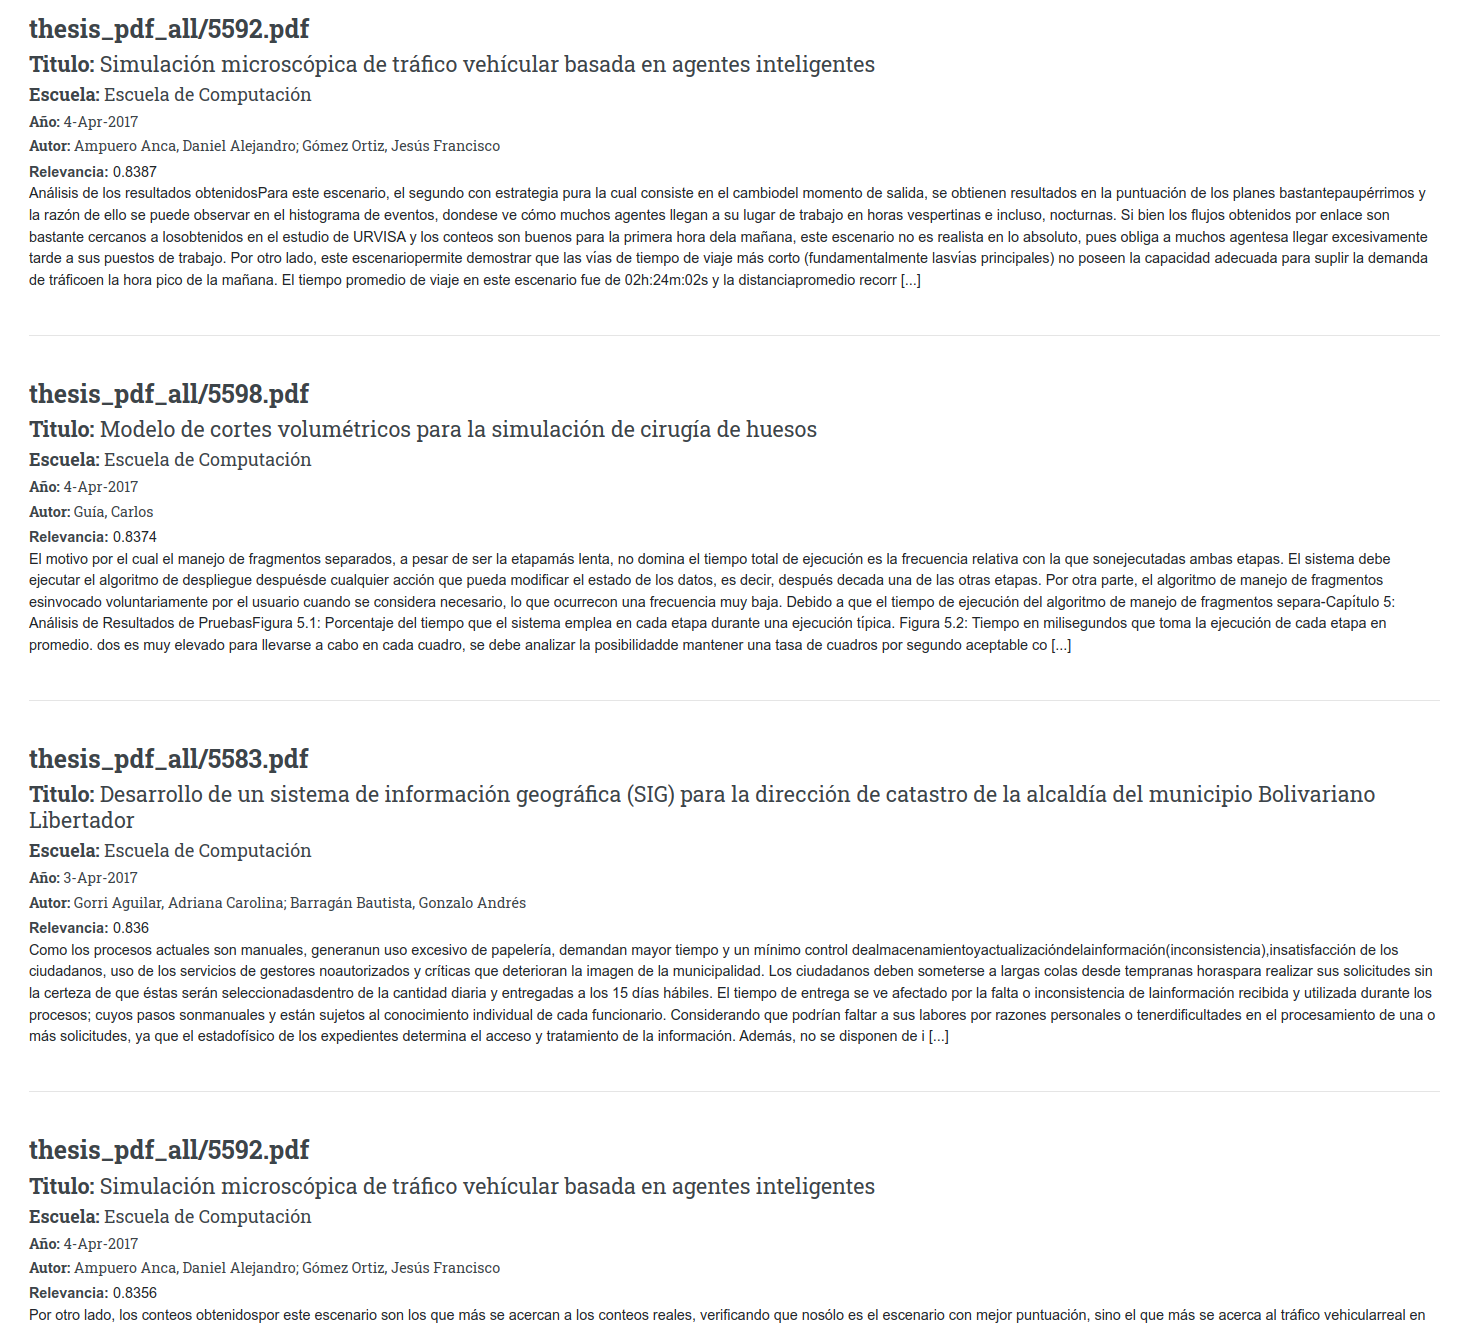 thesis_pdf_all/5592.pdf
Titulo: Simulación microscópica de tráfico vehícular basada en agentes inteligentes
Escuela: Escuela de Computación
Año: 4-Apr-2017
Autor: Ampuero Anca, Daniel Alejandro; Gómez Ortiz, Jesús Francisco
Relevancia: 0.8387
Análisis de los resultados obtenidosPara este escenario, el segundo con estrategia pura la cual consiste en el cambiodel momento de salida, se obtienen resultados en la puntuación de los planes bastantepaupérrimos y
la razón de ello se puede observar en el histograma de eventos, dondese ve cómo muchos agentes llegan a su lugar de trabajo en horas vespertinas e incluso, nocturnas. Si bien los flujos obtenidos por enlace son
bastante cercanos a losobtenidos en el estudio de URVISA y los conteos son buenos para la primera hora dela mañana, este escenario no es realista en lo absoluto, pues obliga a muchos agentesa llegar excesivamente
tarde a sus puestos de trabajo. Por otro lado, este escenariopermite demostrar que las vías de tiempo de viaje más corto (fundamentalmente lasvías principales) no poseen la capacidad adecuada para suplir la demanda
de tráficoen la hora pico de la mañana. El tiempo promedio de viaje en este escenario fue de 02h:24m:02s y la distanciapromedio recorr [...]
thesis_pdf_all/5598.pdf
Titulo: Modelo de cortes volumétricos para la simulación de cirugía de huesos
Escuela: Escuela de Computación
Año: 4-Apr-2017
Autor: Guía, Carlos
Relevancia: 0.8374
El motivo por el cual el manejo de fragmentos separados, a pesar de ser la etapamás lenta, no domina el tiempo total de ejecución es la frecuencia relativa con la que sonejecutadas ambas etapas. El sistema debe
ejecutar el algoritmo de despliegue despuésde cualquier acción que pueda modificar el estado de los datos, es decir, después decada una de las otras etapas. Por otra parte, el algoritmo de manejo de fragmentos
esinvocado voluntariamente por el usuario cuando se considera necesario, lo que ocurrecon una frecuencia muy baja. Debido a que el tiempo de ejecución del algoritmo de manejo de fragmentos separa-Capítulo 5:
Análisis de Resultados de PruebasFigura 5.1: Porcentaje del tiempo que el sistema emplea en cada etapa durante una ejecución típica. Figura 5.2: Tiempo en milisegundos que toma la ejecución de cada etapa en
promedio. dos es muy elevado para llevarse a cabo en cada cuadro, se debe analizar la posibilidadde mantener una tasa de cuadros por segundo aceptable co [...]
thesis_pdf_all/5583.pdf
Titulo: Desarrollo de un sistema de información geográfica (SIG) para la dirección de catastro de la alcaldía del municipio Bolivariano
Libertador
Escuela: Escuela de Computación
Año: 3-Apr-2017
Autor: Gorri Aguilar, Adriana Carolina; Barragán Bautista, Gonzalo Andrés
Relevancia: 0.836
Como los procesos actuales son manuales, generanun uso excesivo de papelería, demandan mayor tiempo y un mínimo control dealmacenamientoyactualizacióndelainformación(inconsistencia),insatisfacción de los
ciudadanos, uso de los servicios de gestores noautorizados y críticas que deterioran la imagen de la municipalidad. Los ciudadanos deben someterse a largas colas desde tempranas horaspara realizar sus solicitudes sin
la certeza de que éstas serán seleccionadasdentro de la cantidad diaria y entregadas a los 15 días hábiles. El tiempo de entrega se ve afectado por la falta o inconsistencia de lainformación recibida y utilizada durante los
procesos; cuyos pasos sonmanuales y están sujetos al conocimiento individual de cada funcionario. Considerando que podrían faltar a sus labores por razones personales o tenerdificultades en el procesamiento de una o
más solicitudes, ya que el estadofísico de los expedientes determina el acceso y tratamiento de la información. Además, no se disponen de i [...]
thesis_pdf_all/5592.pdf
Titulo: Simulación microscópica de tráfico vehícular basada en agentes inteligentes
Escuela: Escuela de Computación
Año: 4-Apr-2017
Autor: Ampuero Anca, Daniel Alejandro; Gómez Ortiz, Jesús Francisco
Relevancia: 0.8356
Por otro lado, los conteos obtenidospor este escenario son los que más se acercan a los conteos reales, verificando que nosólo es el escenario con mejor puntuación, sino el que más se acerca al tráfico vehicularreal en